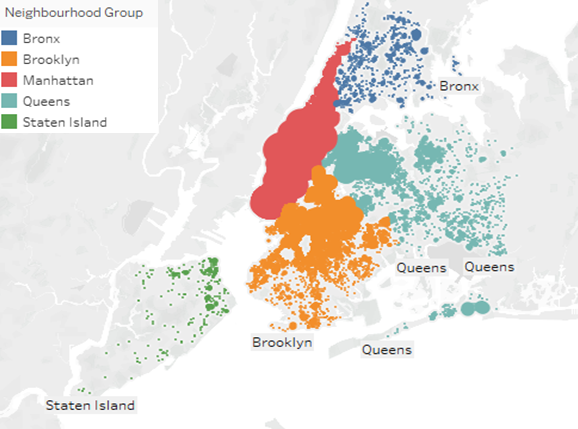 Neighbourhood Group
Bronx
Brooklyn
Manhattan
Queens
Staten Island
Bronx
Queens
Queens
Brooklyn
Queens
Staten Island